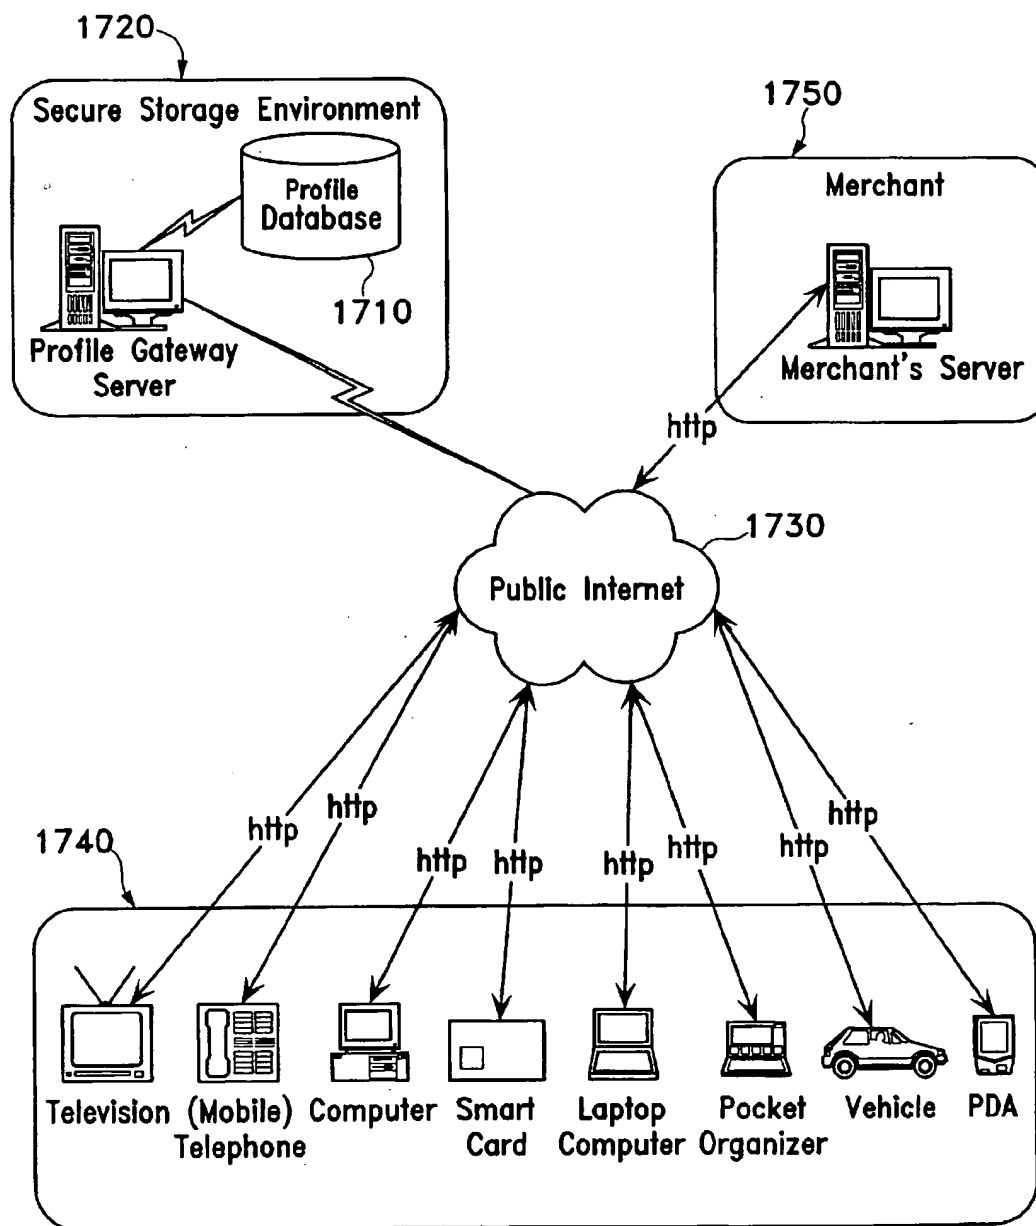 1720
Secure Storage Environment
Profile
Database
1710
Profile Gateway
Server
1750
Merchant
Merchant's Server
http
1730
Public Internet
http
http
http
http
http
http
http
http
1740
Television
(Mobile)
Telephone
Computer
Smart
Card
Laptop
Computer
Pocket
Organizer
Vehicle
PDA